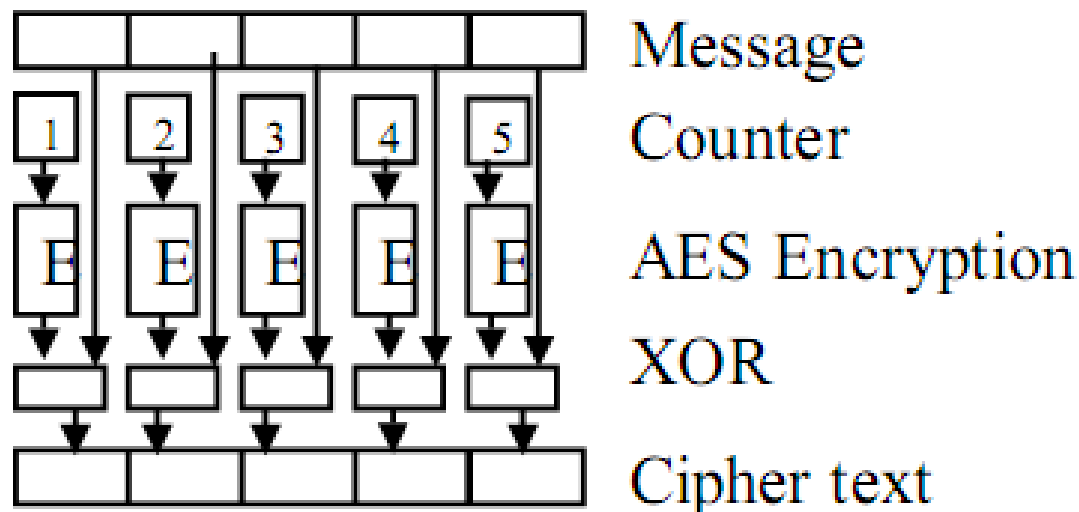 Message
1 2 3 4 5 Counter
E E E E E AES Encryption
XOR
Cipher text